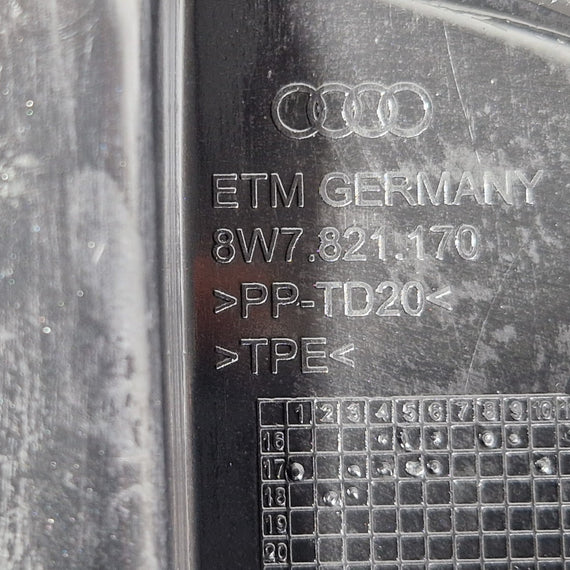 ETM GERMANY
8W7.821.170
>PP-TD20<
>TPE<
1 2 3 4 5 6 7 8 9 10
16
17
18
19
20